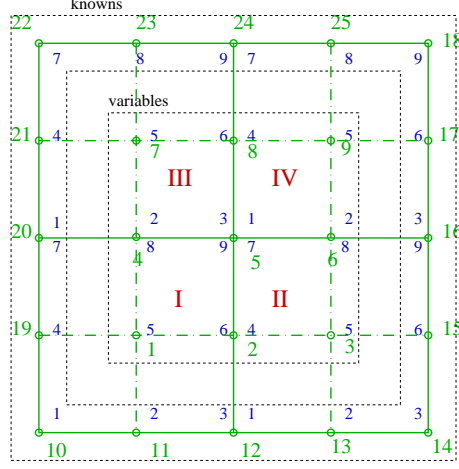 knowns
22 23 24 25
18
7 8 9 7 8 9
variables
21 4 5 6 4 5 6 17
7 8 9
III IV
1 2 3 1 2 3
20 16
7 8 9 7 8 9
4 5 6
I II
19 4 5 6 4 5 6 15
1 2 3
1 2 3 1 2 3
10 11 12 13 14